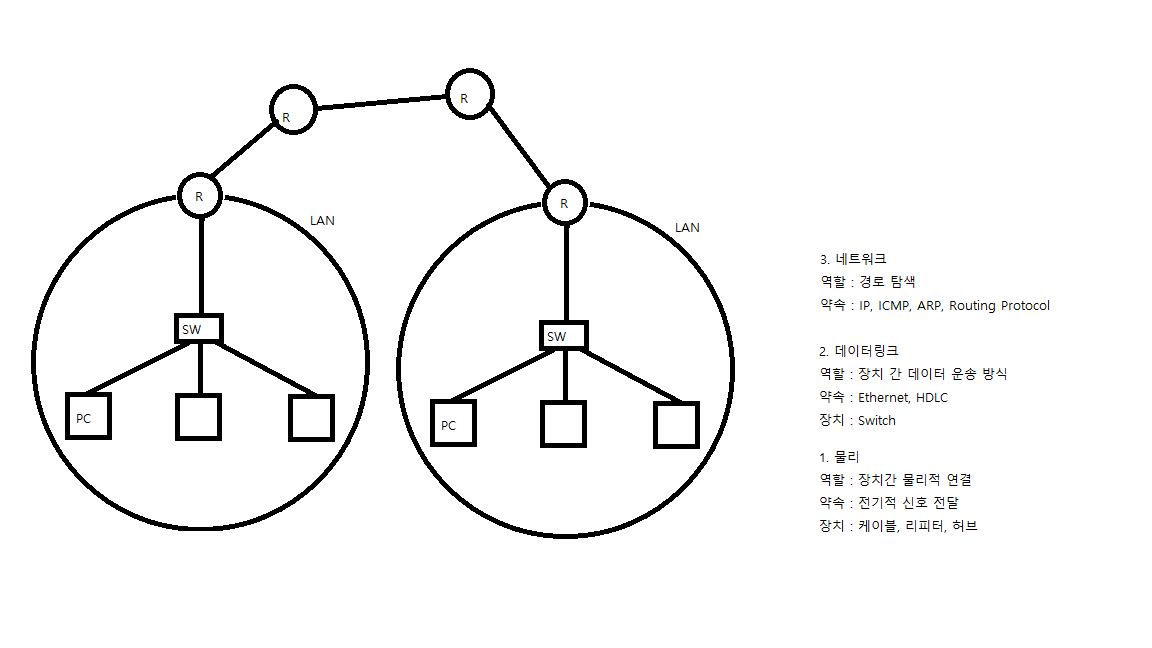 R
R
R
R
LAN
LAN
SW
SW
PC
PC
3. 네트워크
역할 : 경로 탐색
약속 : IP, ICMP, ARP, Routing Protocol
2. 데이터링크
역할 : 장치 간 데이터 운송 방식
약속 : Ethernet, HDLC
장치 : Switch
1. 물리
역할 : 장치간 물리적 연결
약속 : 전기적 신호 전달
장치 : 케이블, 리피터, 허브